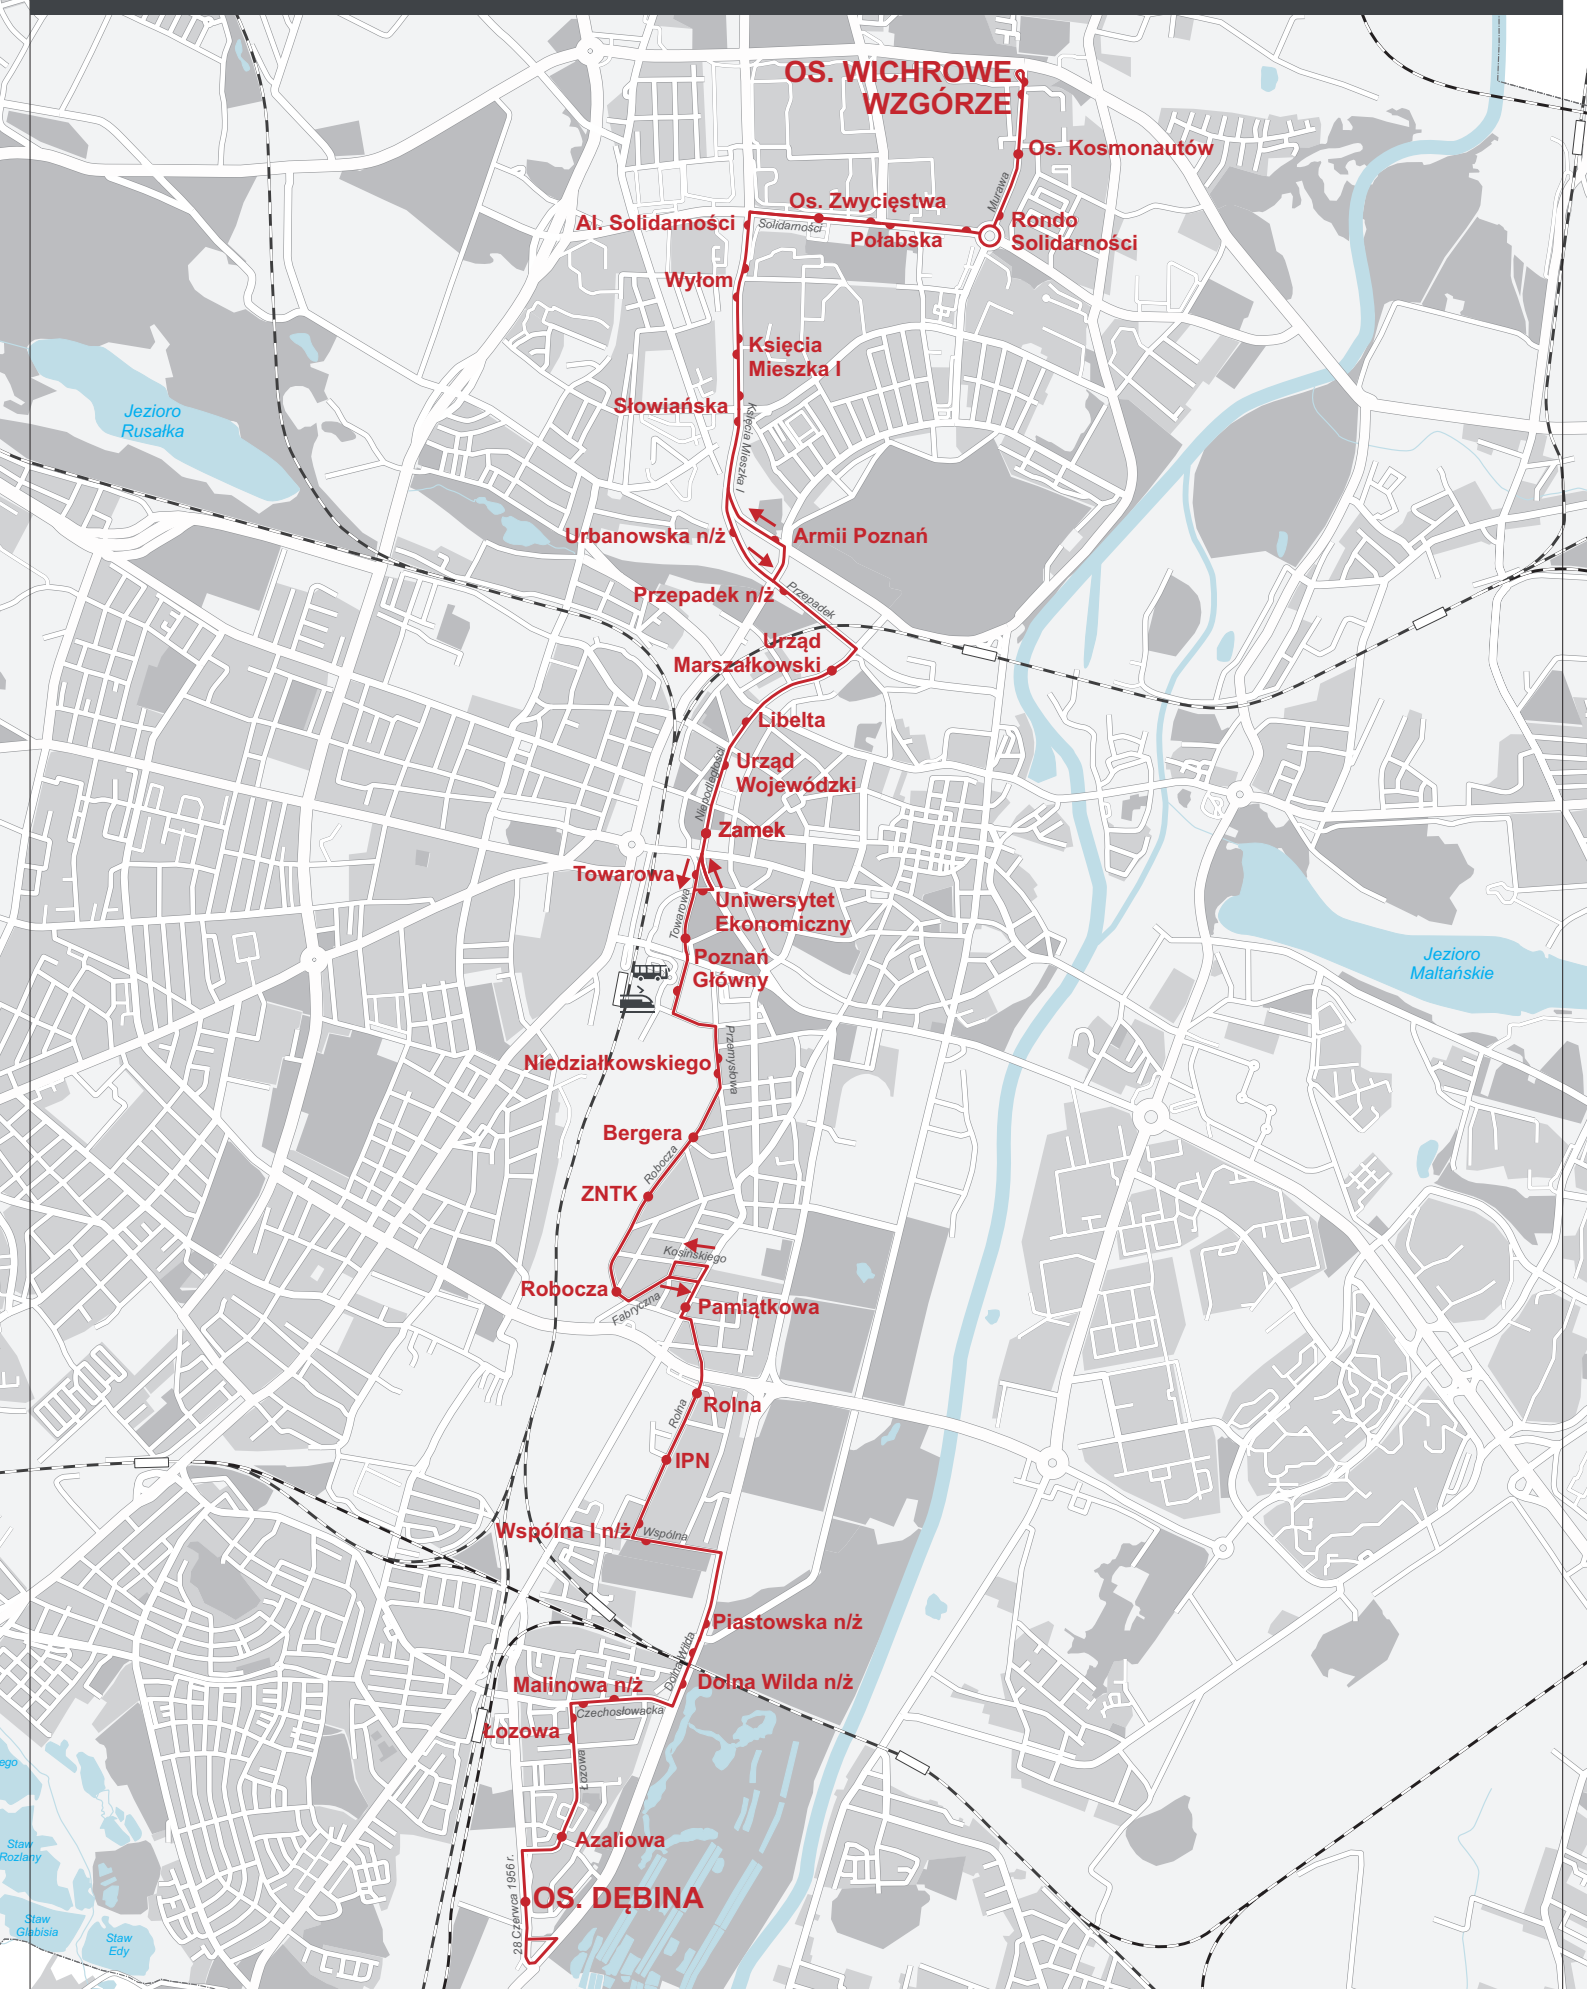 OS. WICHROWE
WZGÓRZE
Os. Kosmonautów
Murawa
Os. Zwycięstwa
Rondo
Solidarności
Al. Solidarności
Solidarności
Połabska
Wyłom
Księcia
Mieszka I
Słowiańska
Księcia Mieszka I
Jezioro
Rusałka
Urbanowska n/ż
Armii Poznań
Przepadek n/ż
Przepadek
Urząd
Marszałkowski
Libelta
Niepodległości
Urząd
Wojewódzki
Zamek
Towarowa
Towarowa
Uniwersytet
Ekonomiczny
Poznań
Główny
Jezioro
Maltańskie
Niedziałkowskiego
Przemysłowa
Bergera
Robocza
ZNTK
Kosińskiego
Robocza
Fabryczna
Pamiątkowa
Rolna
Rolna
IPN
Wspólna I n/ż
Wspólna
Piastowska n/ż
Dolna Wilda
Dolna Wilda n/ż
Malinowa n/ż
Czechosłowacka
Łozowa
Łozowa
ego
Azaliowa
Staw
Rozlany
28 Czerwca 1956 r.
OS. DĘBINA
Staw
Glabisia
Staw
Edy